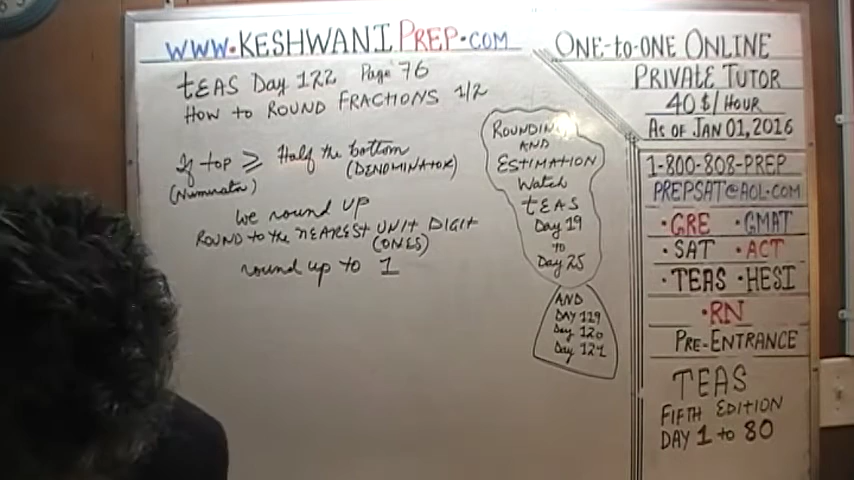 WWW.KESHWANIPREP.COM
TEAS Day 122 Page 76
HOW TO ROUND FRACTIONS 1/2
If top ≥ Half the bottom
(Numerator) (DENOMINATOR)
we round UP
ROUND TO the NEAREST UNIT DIGIT
(ONES)
round up to 1
ROUNDING
AND
ESTIMATION
Watch
TEAS
Day 19
to
Day 25
AND
DAY 119
Day 120
Day 121
ONE-TO-ONE ONLINE
PRIVATE TUTOR
40$/HOUR
AS OF JAN 01, 2016
1-800-808-PREP
PREPSAT@AOL.COM
•GRE •GMAT
•SAT •ACT
•TEAS •HESI
•RN
PRE-ENTRANCE
TEAS
FIFTH EDITION
DAY 1 TO 80